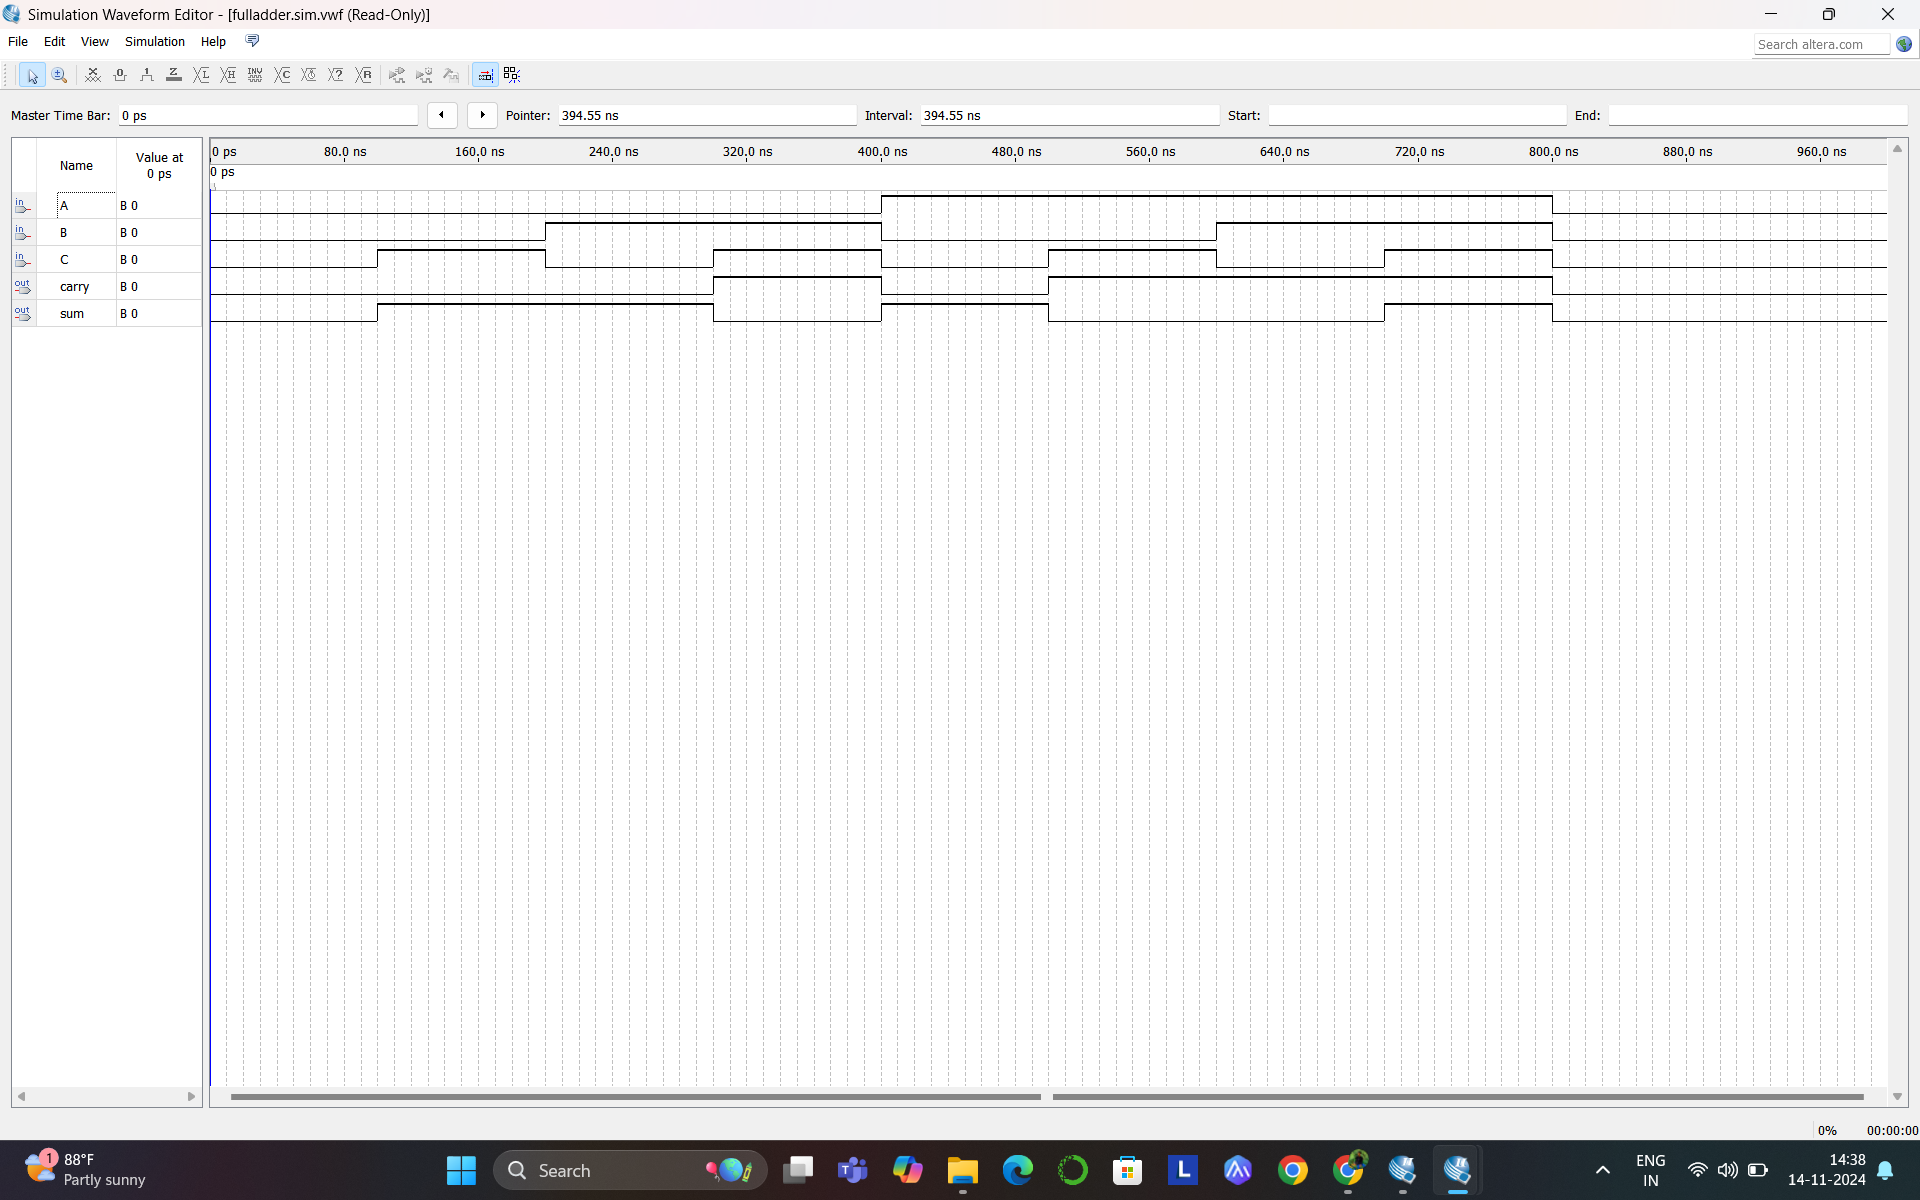 Simulation Waveform Editor - [fulladder.sim.vwf (Read-Only)]
File Edit View Simulation Help
Search altera.com
Master Time Bar: 0 ps Pointer: 394.55 ns Interval: 394.55 ns Start: End:
Name Value at 0 ps
0 ps 80.0 ns 160.0 ns 240.0 ns 320.0 ns 400.0 ns 480.0 ns 560.0 ns 640.0 ns 720.0 ns 800.0 ns 880.0 ns 960.0 ns
0 ps
in A B 0
in B B 0
in C B 0
out carry B 0
out sum B 0
0% 00:00:00
1
88°F
Partly sunny
Search
L
ENG
IN
14:38
14-11-2024